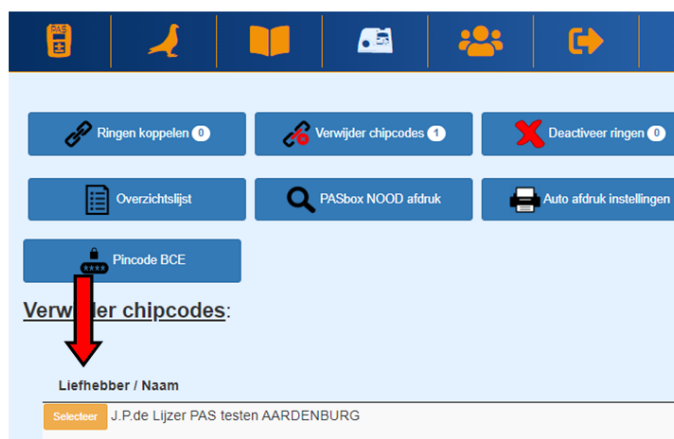 PAS
Ringen koppelen 0
Verwijder chipcodes 1
Deactiveer ringen 0
Overzichtslijst
PASbox NOOD afdruk
Auto afdruk instellingen
****
Pincode BCE
Verwijder chipcodes:
Liefhebber / Naam
Selecteer J.P.de Lijzer PAS testen AARDENBURG